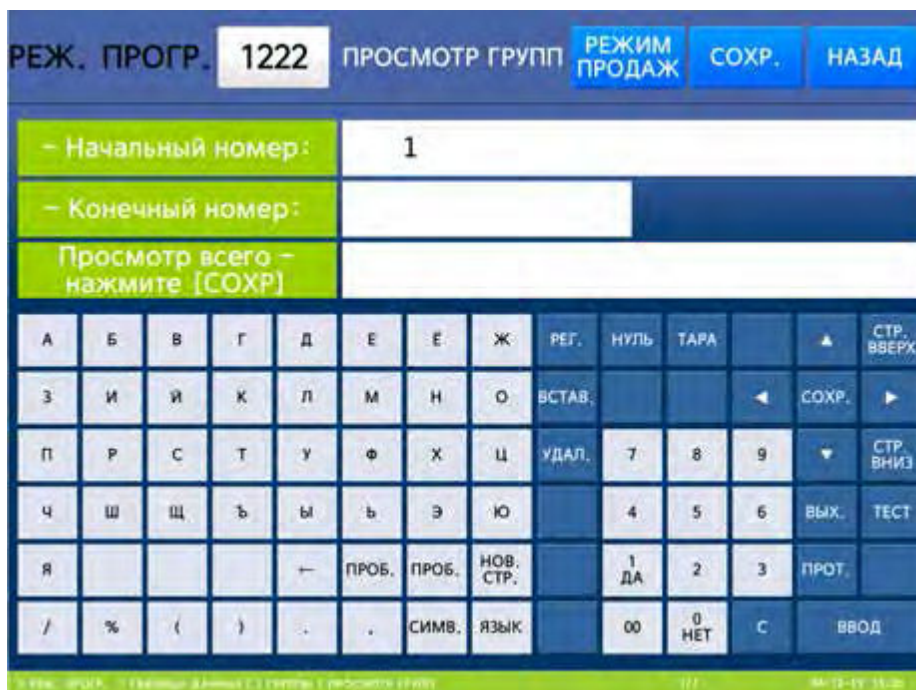 РЕЖ. ПРОГР. 1222 ПРОСМОТР ГРУПП РЕЖИМ ПРОДАЖ СОХР. НАЗАД
- Начальный номер: 1
- Конечный номер:
Просмотр всего -
нажмите [СОХР]
А Б В Г Д Е Ё Ж РЕГ. НУЛЬ ТАРА ▲ СТР. ВВЕРХ
З И Й К Л М Н О ВСТАВ. ◀ СОХР. ▶
П Р С Т У Ф Х Ц УДАЛ. 7 8 9 ▼ СТР. ВНИЗ
Ч Ш Щ Ъ Ы Ь Э Ю 4 5 6 ВЫХ. ТЕСТ
Я ← ПРОБ. ПРОБ. НОВ. СТР. 1 ДА 2 3 ПРОТ.
/ % ( ) . , СИМВ. ЯЗЫК 00 0 НЕТ С ВВОД